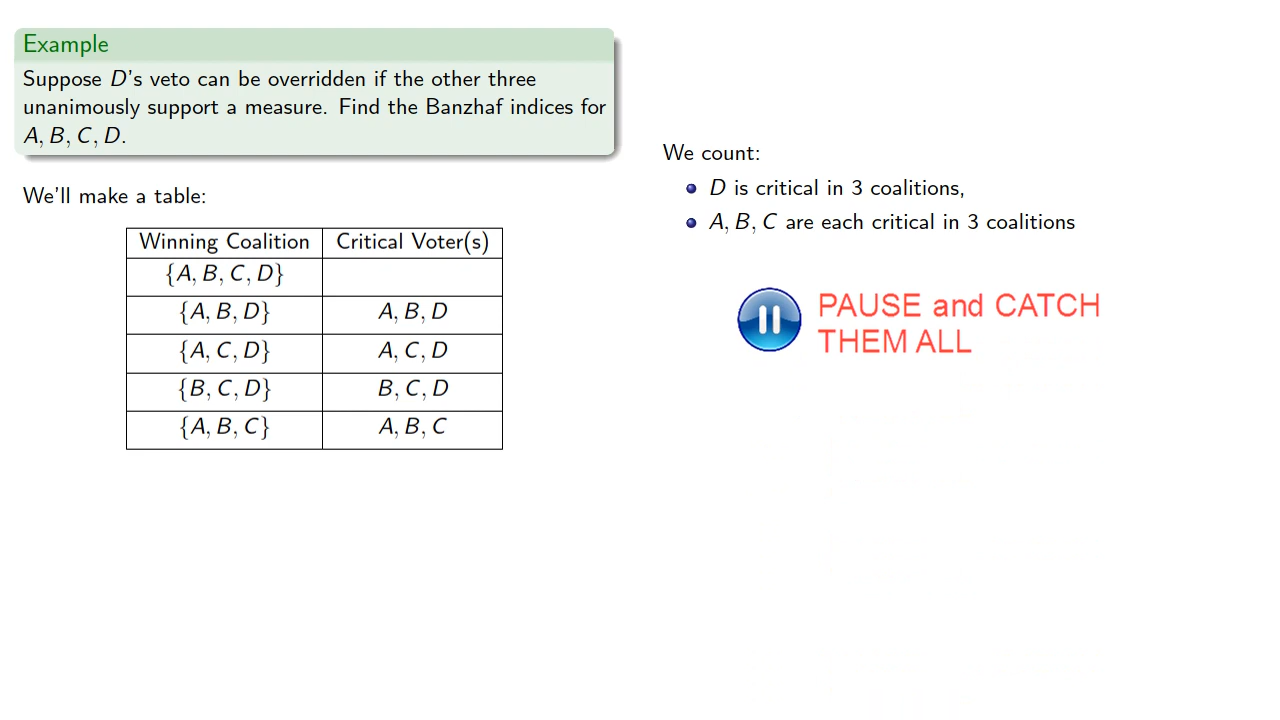 Example
Suppose D's veto can be overridden if the other three
unanimously support a measure. Find the Banzhaf indices for
A, B, C, D.
We'll make a table:
Winning Coalition Critical Voter(s)
{A, B, C, D}
{A, B, D} A, B, D
{A, C, D} A, C, D
{B, C, D} B, C, D
{A, B, C} A, B, C
We count:
D is critical in 3 coalitions,
A, B, C are each critical in 3 coalitions
PAUSE and CATCH
THEM ALL